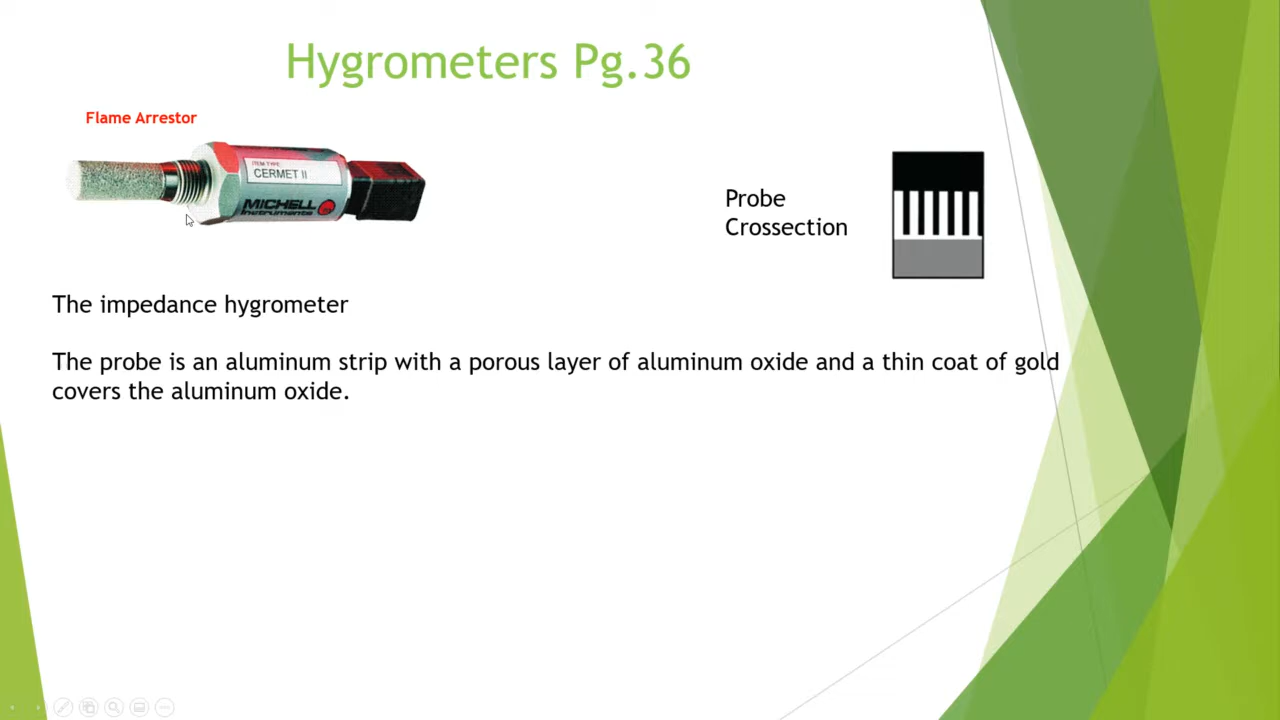 Hygrometers Pg.36
Flame Arrestor
ITEM TYPE
CERMET II
MICHELL
Instruments
Probe
Crossection
The impedance hygrometer
The probe is an aluminum strip with a porous layer of aluminum oxide and a thin coat of gold
covers the aluminum oxide.